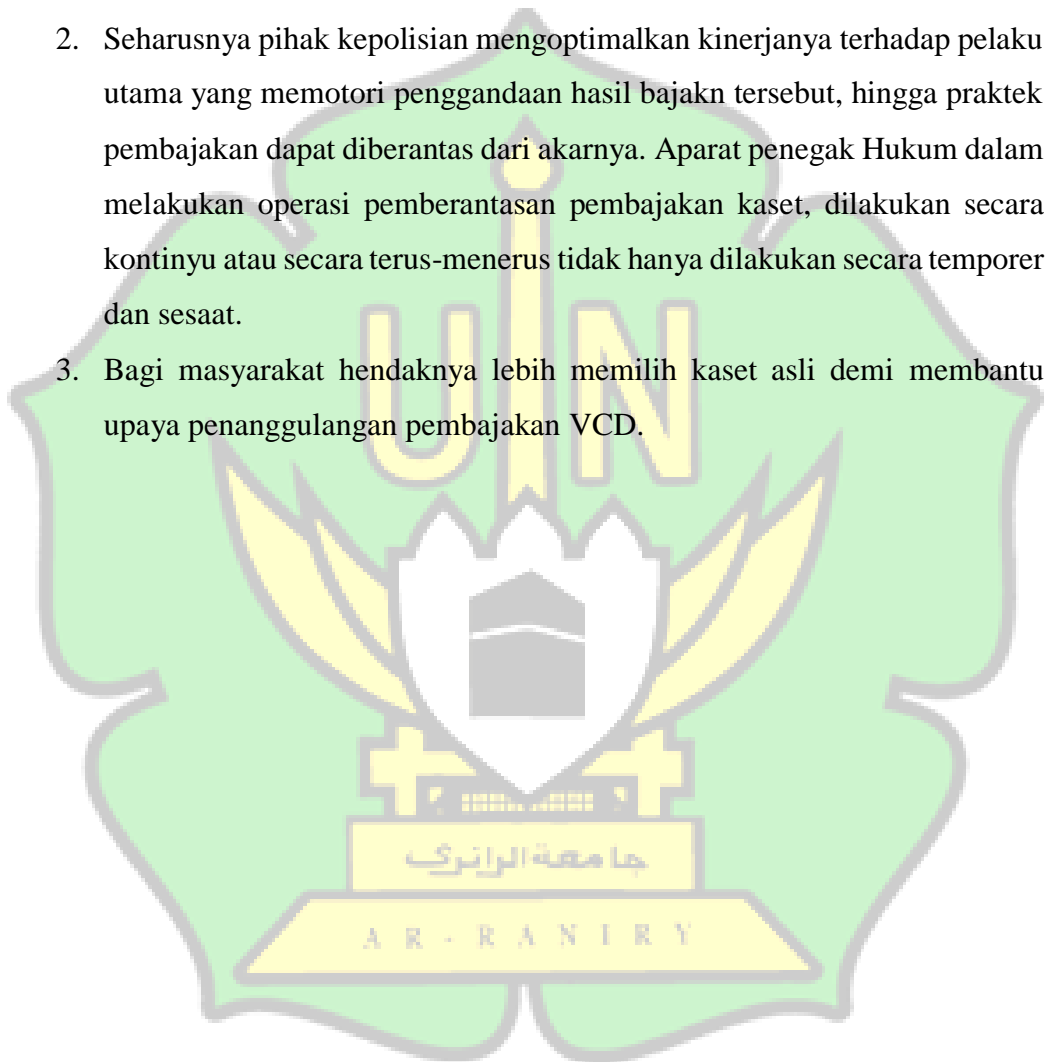 2. Seharusnya pihak kepolisian mengoptimalkan kinerjanya terhadap pelaku
utama yang memotori penggandaan hasil bajakn tersebut, hingga praktek
pembajakan dapat diberantas dari akarnya. Aparat penegak Hukum dalam
melakukan operasi pemberantasan pembajakan kaset, dilakukan secara
kontinyu atau secara terus-menerus tidak hanya dilakukan secara temporer
dan sesaat.
3. Bagi masyarakat hendaknya lebih memilih kaset asli demi membantu
upaya penanggulangan pembajakan VCD.
UIN
جامعة الرانري
AR-RANIRY